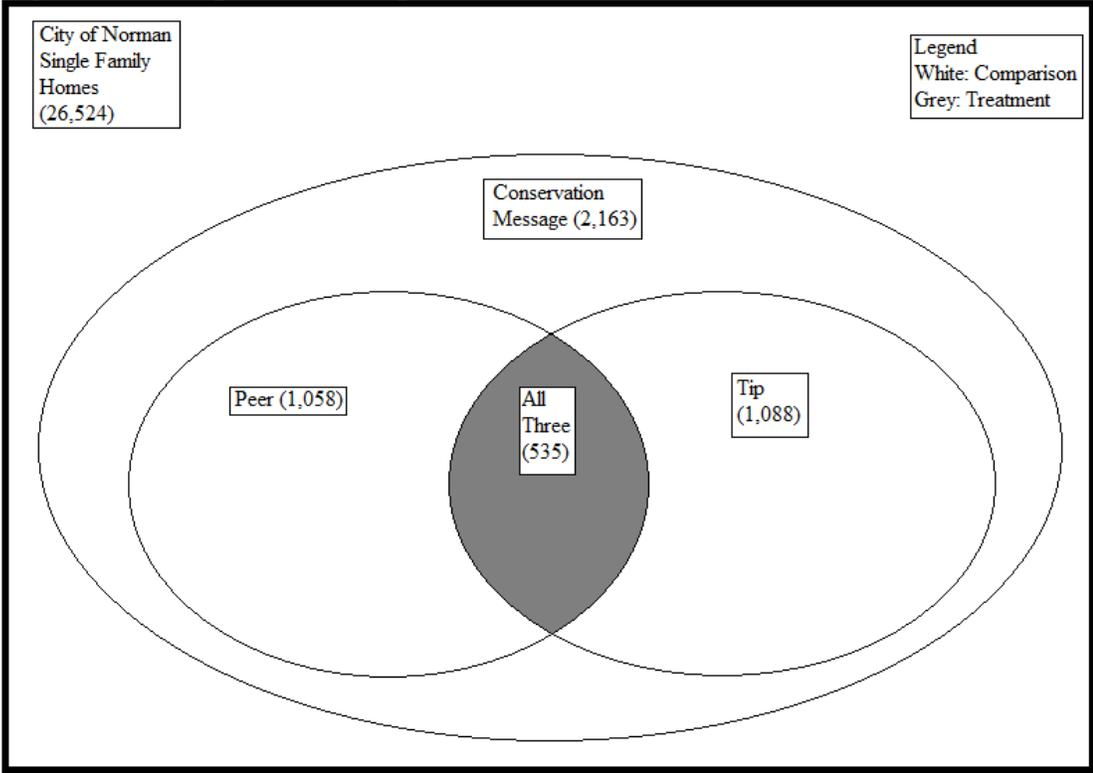 City of Norman
Single Family
Homes
(26,524)
Legend
White: Comparison
Grey: Treatment
Conservation
Message (2,163)
Peer (1,058)
All
Three
(535)
Tip
(1,088)